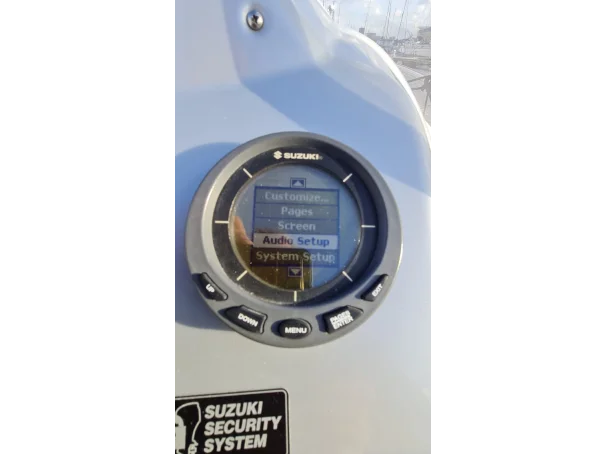 SUZUKI
Customize…
Pages
Screen
Audio Setup
System Setup
UP
DOWN
MENU
PAGES
ENTER
EXIT
SUZUKI
SECURITY
SYSTEM